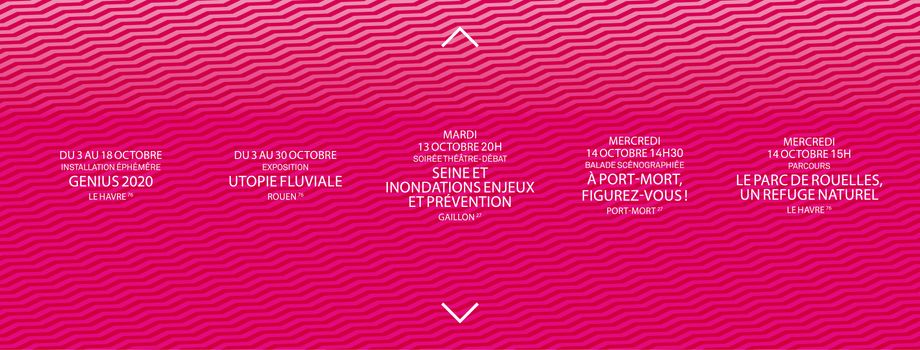 DU 3 AU 18 OCTOBRE
INSTALLATION ÉPHÉMÈRE
GENIUS 2020
LE HAVRE 76
DU 3 AU 30 OCTOBRE
EXPOSITION
UTOPIE FLUVIALE
ROUEN 76
MARDI
13 OCTOBRE 20H
SOIRÉE THÉÂTRE-DÉBAT
SEINE ET
INONDATIONS ENJEUX
ET PRÉVENTION
GAILLON 27
MERCREDI
14 OCTOBRE 14H30
BALADE SCÉNOGRAPHIÉE
À PORT-MORT,
FIGUREZ-VOUS !
PORT-MORT 27
MERCREDI
14 OCTOBRE 15H
PARCOURS
LE PARC DE ROUELLES,
UN REFUGE NATUREL
LE HAVRE 76